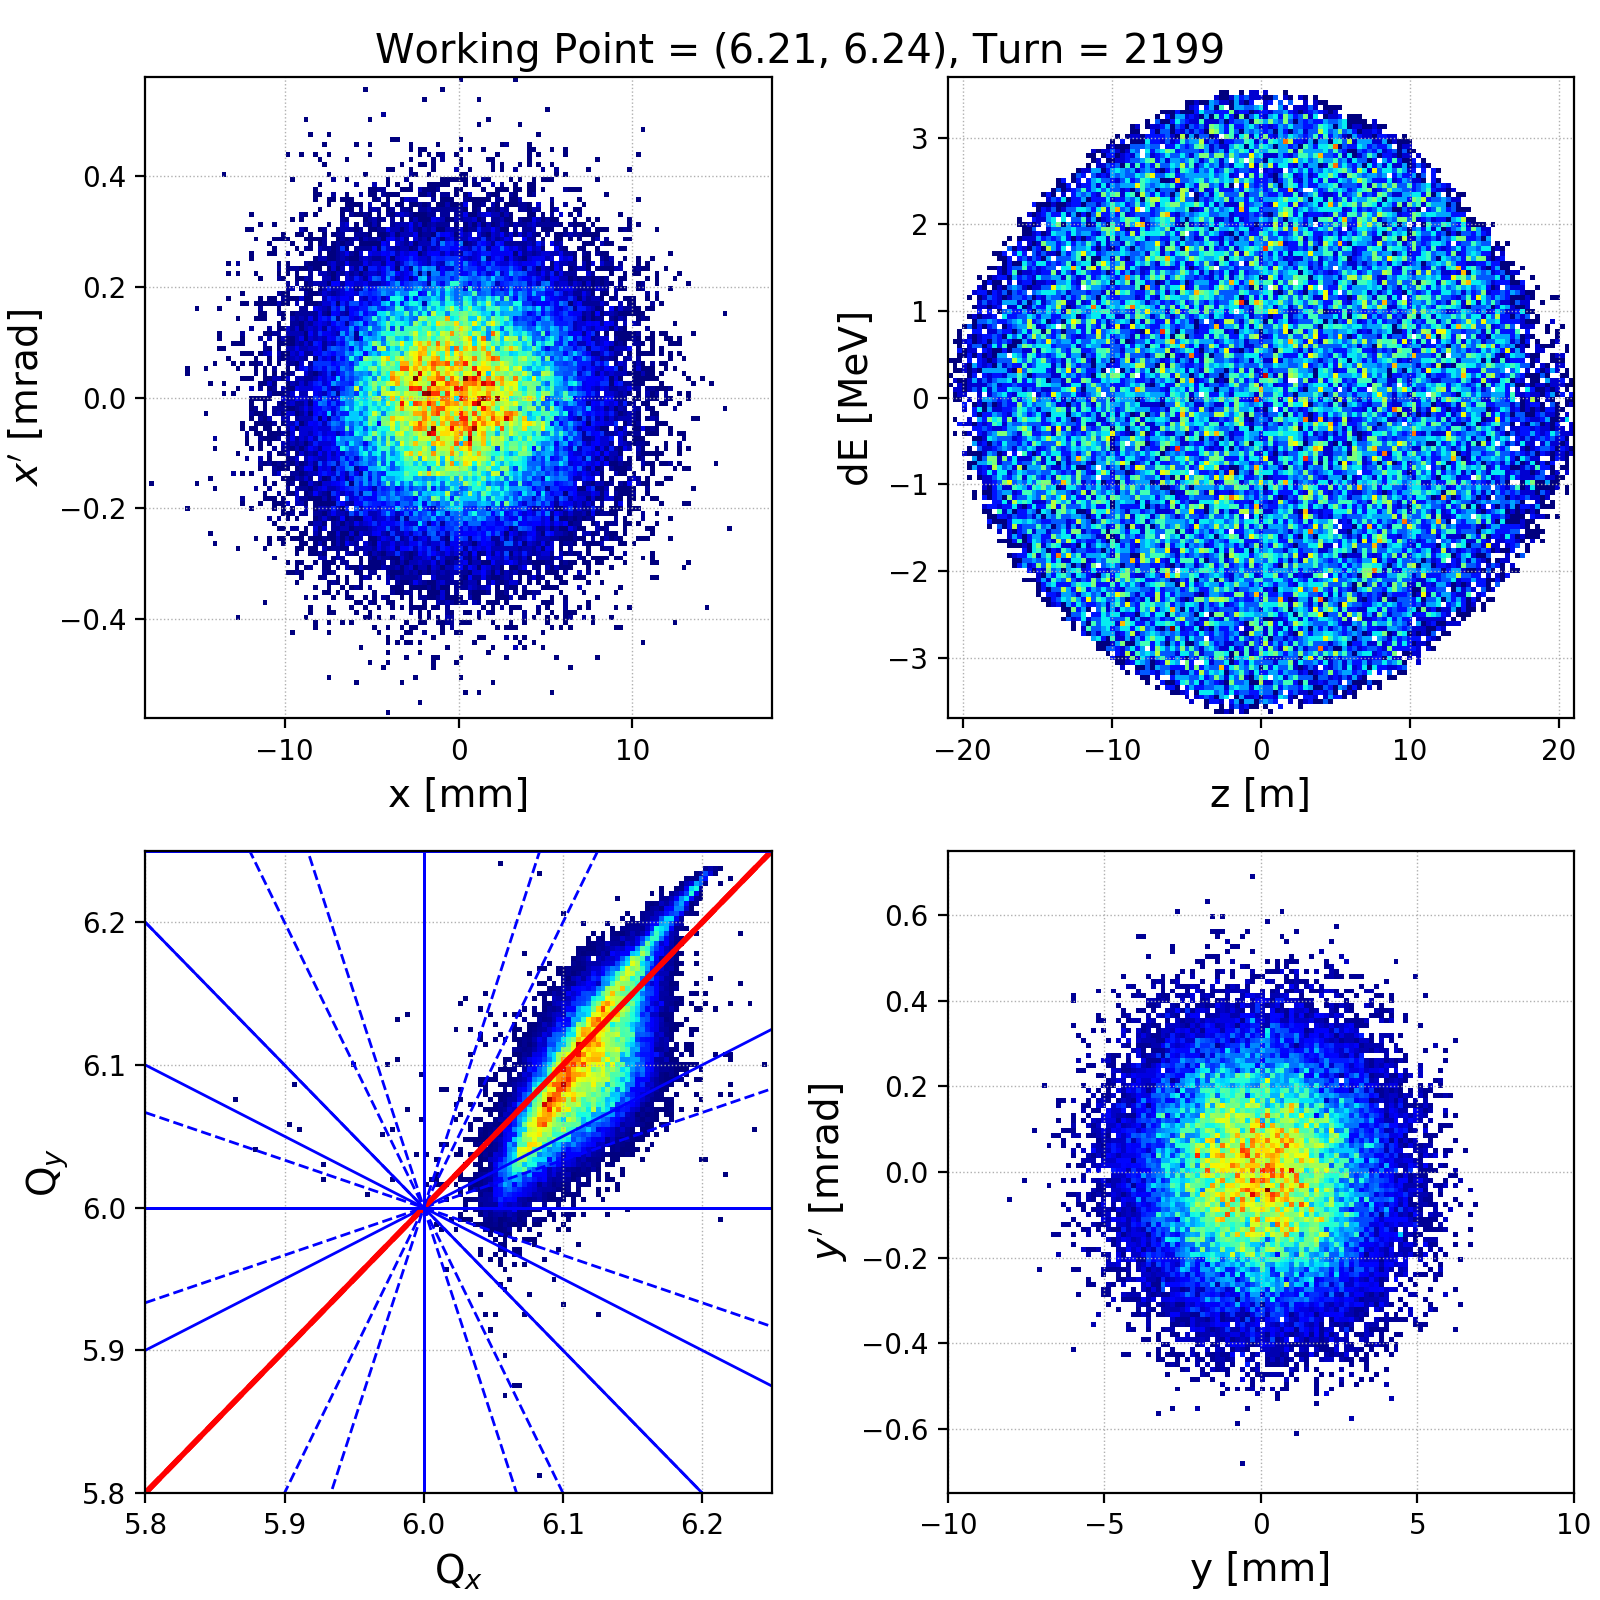 Working Point = (6.21, 6.24), Turn = 2199
0.4
0.2
0.0
−0.2
−0.4
x′ [mrad]
−10 0 10
x [mm]
3
2
1
0
−1
−2
−3
dE [MeV]
−20 −10 0 10 20
z [m]
6.2
6.1
6.0
5.9
5.8
Qy
5.8 5.9 6.0 6.1 6.2
Qx
0.6
0.4
0.2
0.0
−0.2
−0.4
−0.6
y′ [mrad]
−10 −5 0 5 10
y [mm]